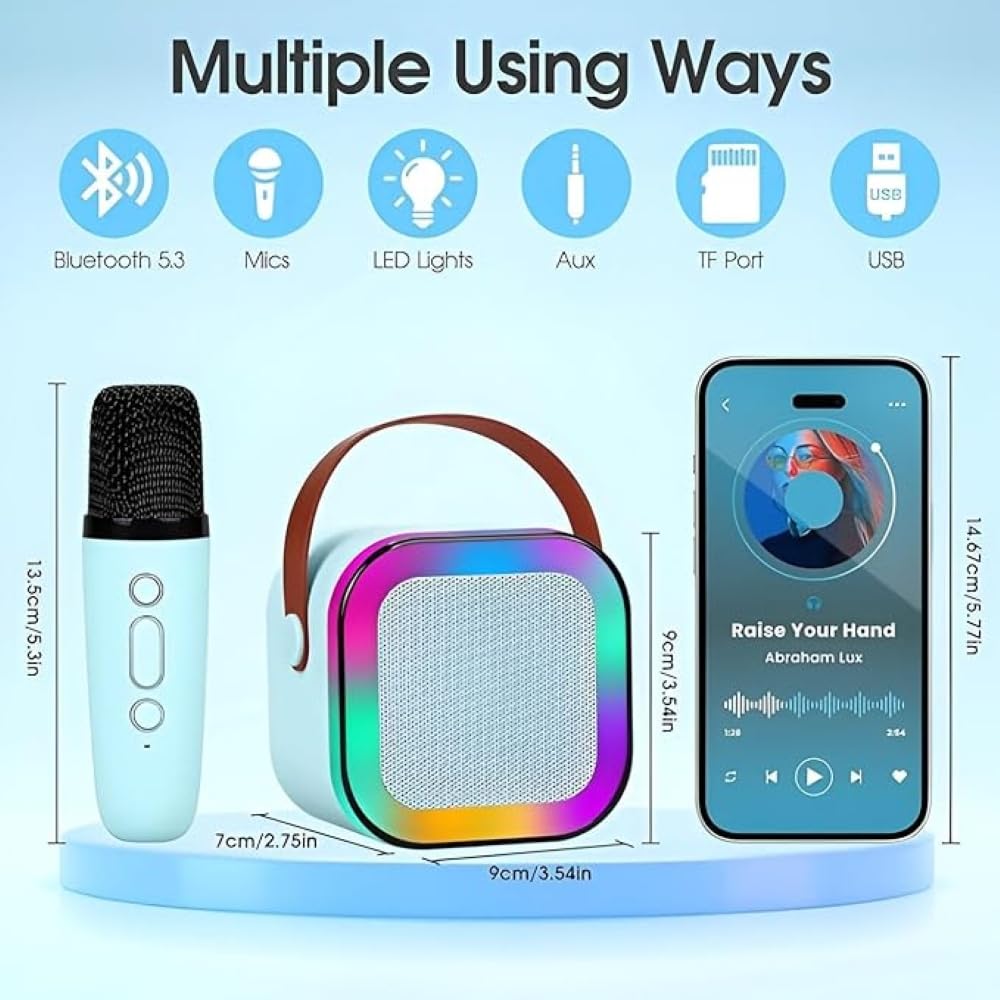 Multiple Using Ways
Bluetooth 5.3
Mics
LED Lights
Aux
TF Port
USB
USB
13.5cm/5.3in
7cm/2.75in
9cm/3.54in
9cm/3.54in
Raise Your Hand
Abraham Lux
1:28
2:54
14.67cm/5.77in